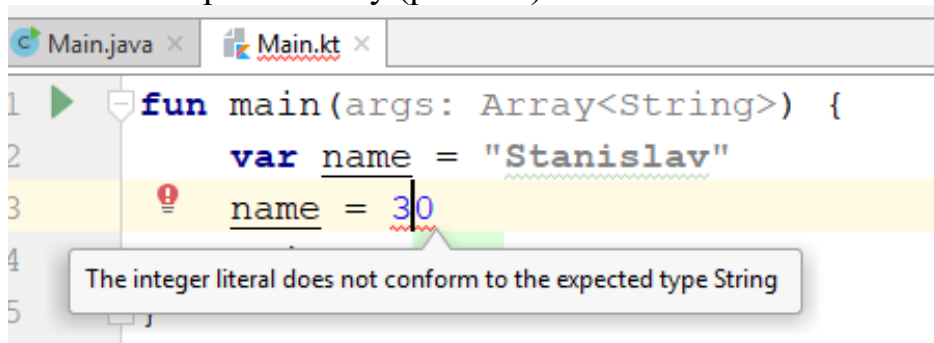 Main.java Main.kt
1 fun main(args: Array<String>) {
2 var name = "Stanislav"
3 name = 30
4
The integer literal does not conform to the expected type String
5 }